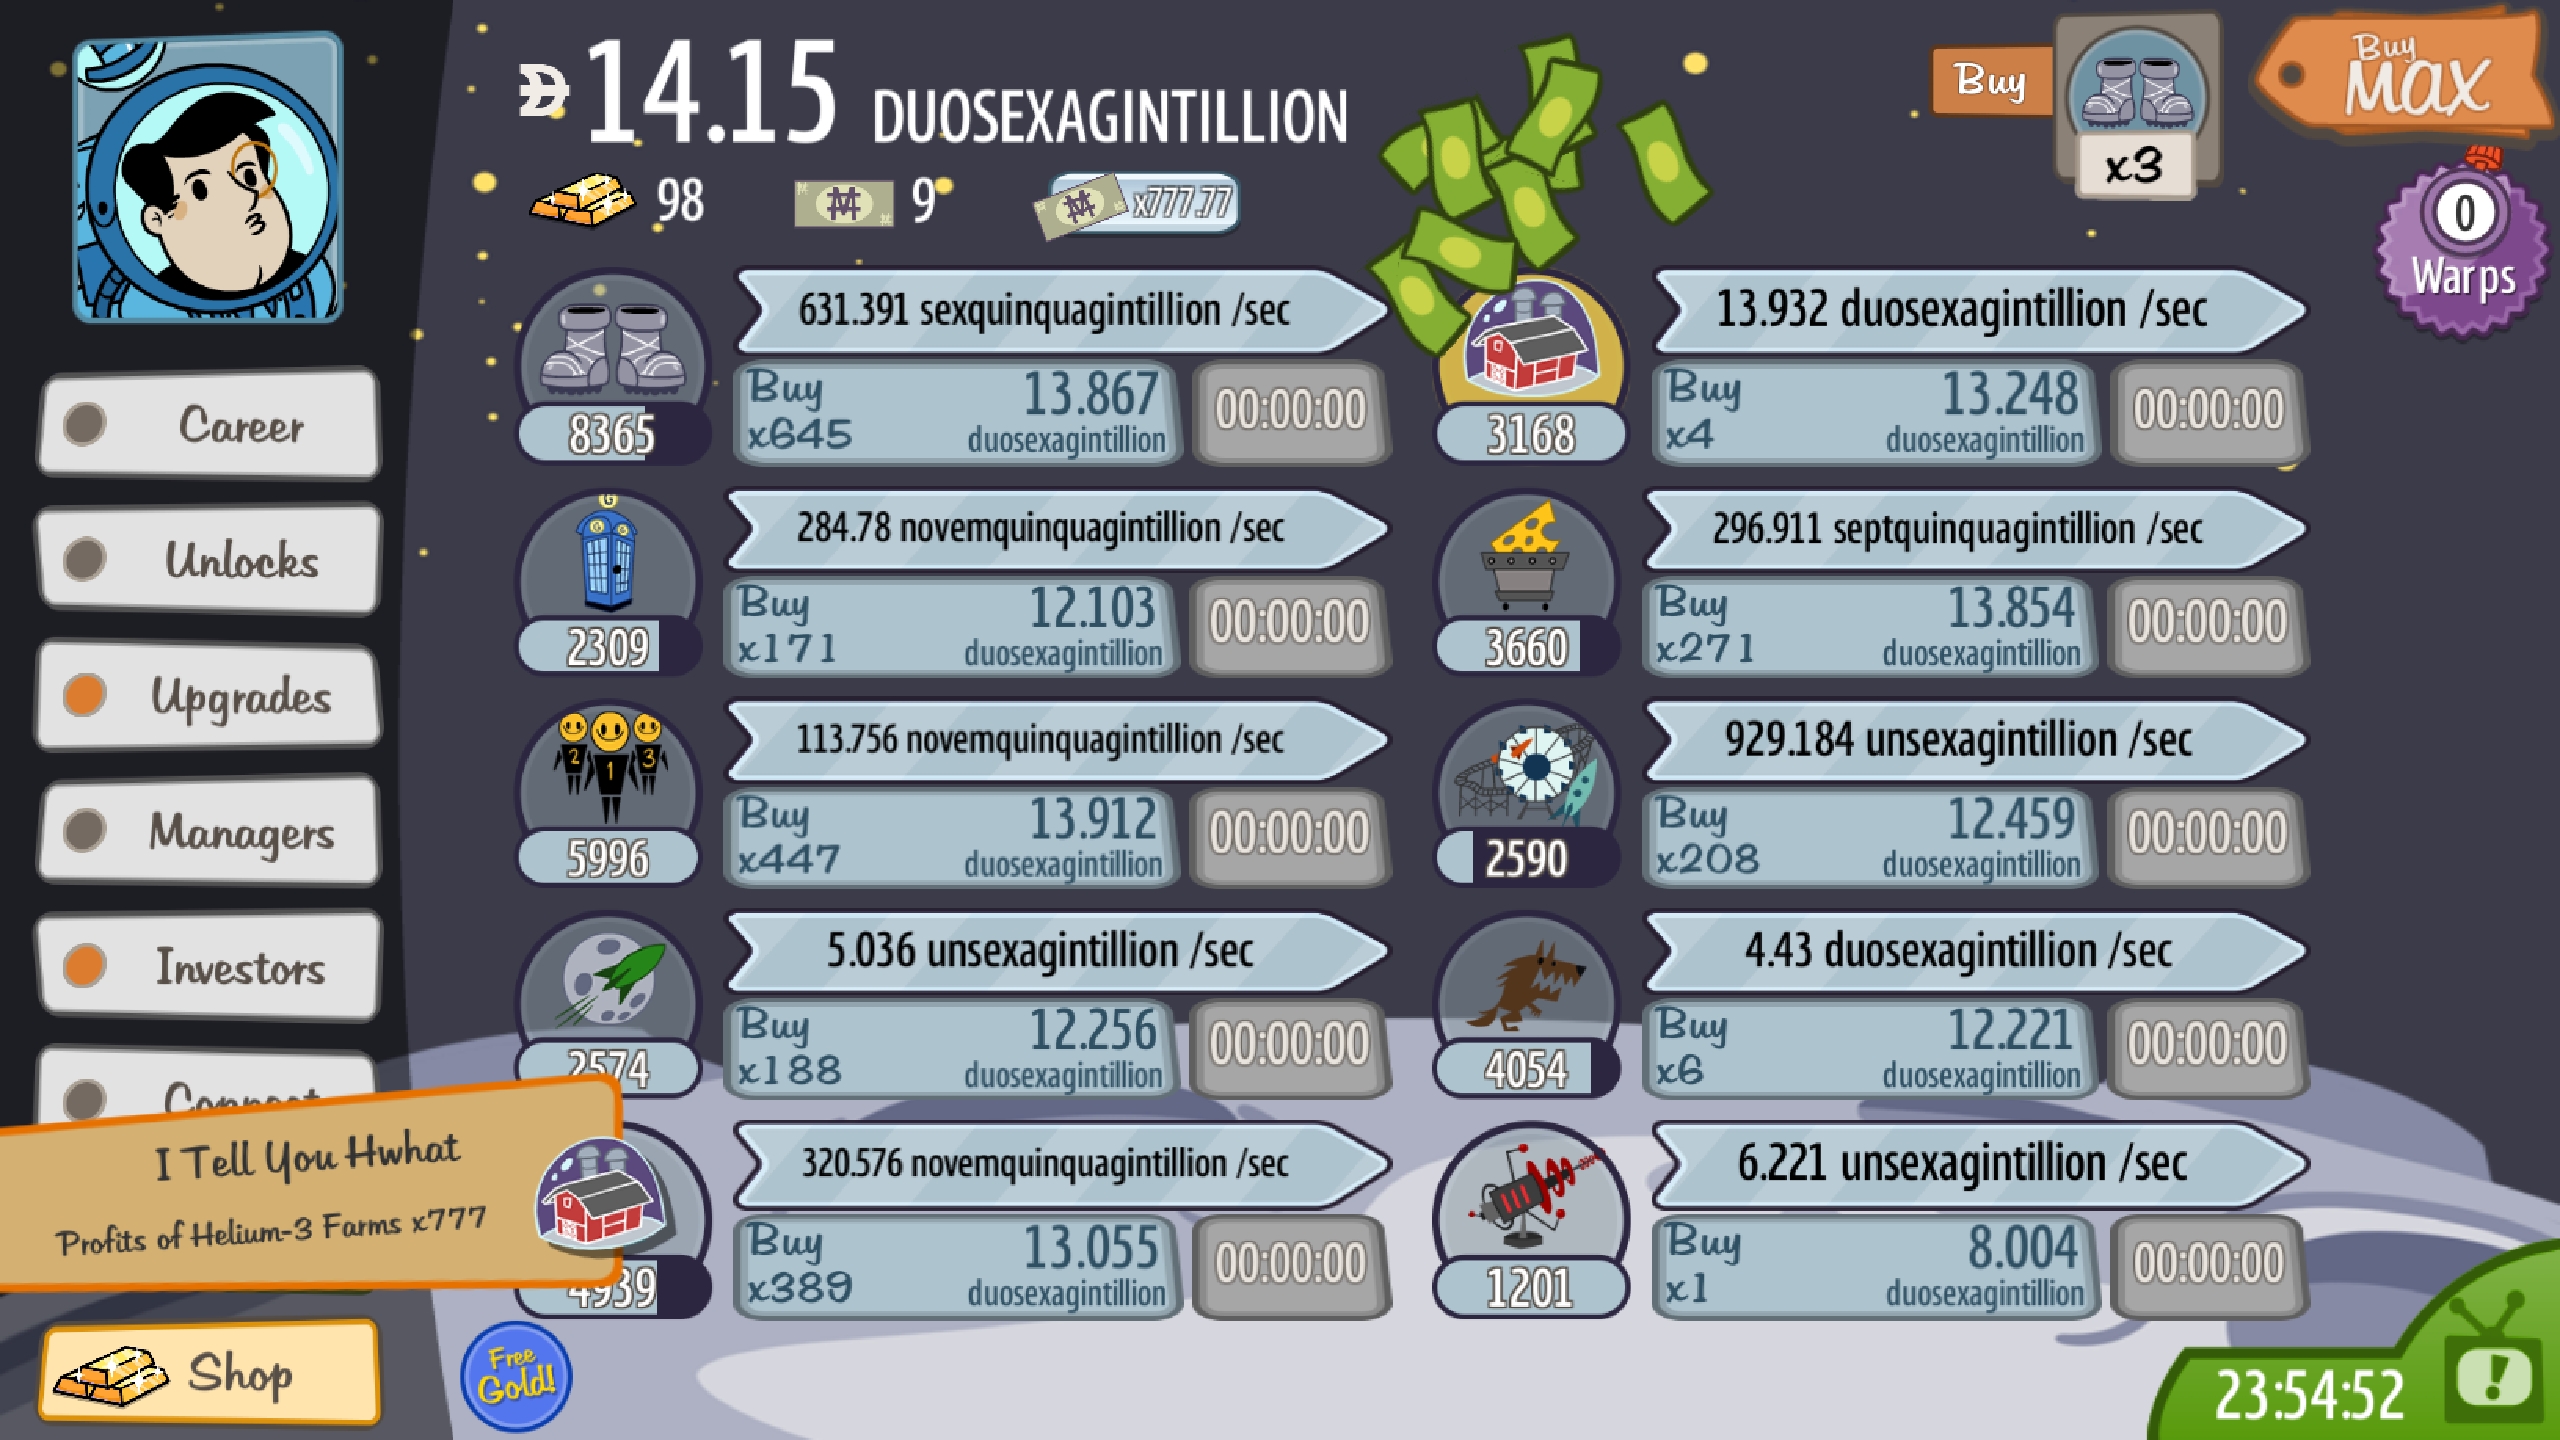 14.15 DUOSEXAGINTILLION
98
9
x777.77
Buy
x3
Buy
MAX
0
Warps
Career
Unlocks
Upgrades
Managers
Investors
Connect
I Tell You Hwhat
Profits of Helium-3 Farms x777
Shop
Free
Gold!
631.391 sexquinquagintillion /sec
8365
Buy
x645
13.867
duosexagintillion
00:00:00
13.932 duosexagintillion /sec
3168
Buy
x4
13.248
duosexagintillion
00:00:00
G
G G
284.78 novemquinquagintillion /sec
2309
Buy
x171
12.103
duosexagintillion
00:00:00
296.911 septquinquagintillion /sec
3660
Buy
x271
13.854
duosexagintillion
00:00:00
2 1 3
113.756 novemquinquagintillion /sec
5996
Buy
x447
13.912
duosexagintillion
00:00:00
929.184 unsexagintillion /sec
2590
Buy
x208
12.459
duosexagintillion
00:00:00
5.036 unsexagintillion /sec
2574
Buy
x188
12.256
duosexagintillion
00:00:00
4.43 duosexagintillion /sec
4054
Buy
x6
12.221
duosexagintillion
00:00:00
320.576 novemquinquagintillion /sec
4939
Buy
x389
13.055
duosexagintillion
00:00:00
6.221 unsexagintillion /sec
1201
Buy
x1
8.004
duosexagintillion
00:00:00
23:54:52
!